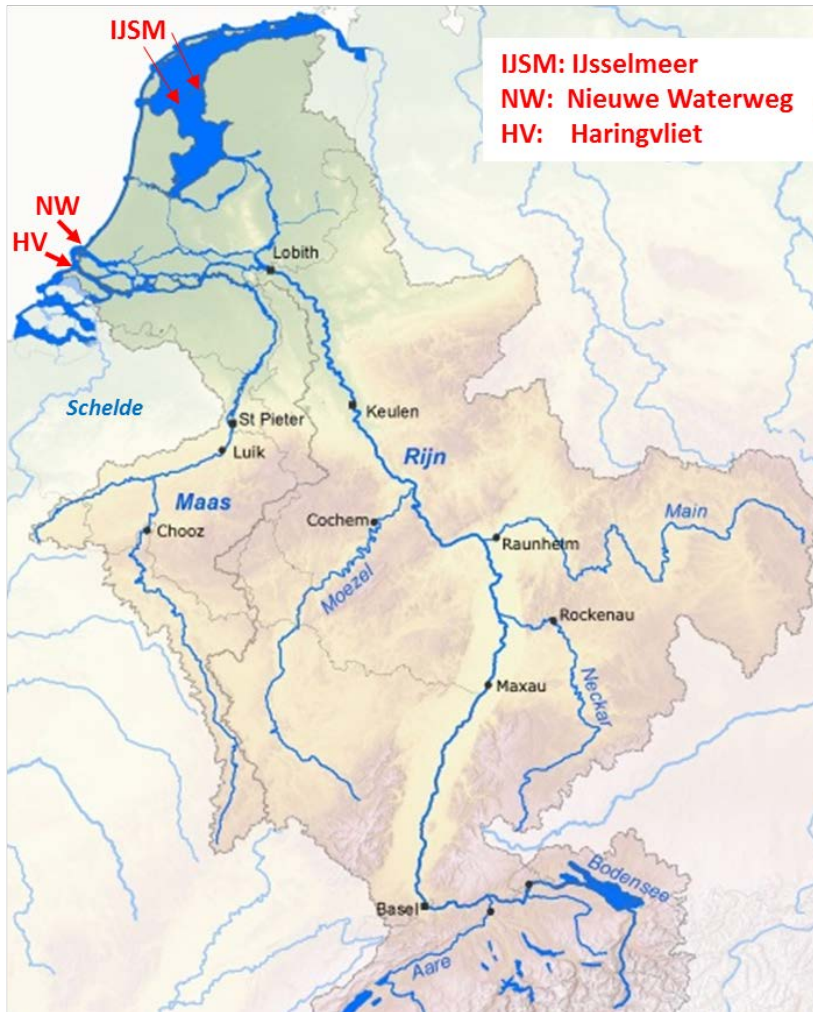 IJSM
IJSM: IJsselmeer
NW: Nieuwe Waterweg
HV: Haringvliet
NW
HV
Lobith
Schelde
Keulen
St Pieter
Luik
Rijn
Maas
Main
Cochem
Chooz
Raunheim
Moezel
Rockenau
Maxau
Neckar
Bodensee
Basel
Aare